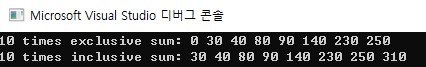 Microsoft Visual Studio 디버그 콘솔
10 times exclusive sum: 0 30 40 80 90 140 230 250
10 times inclusive sum: 30 40 80 90 140 230 250 310